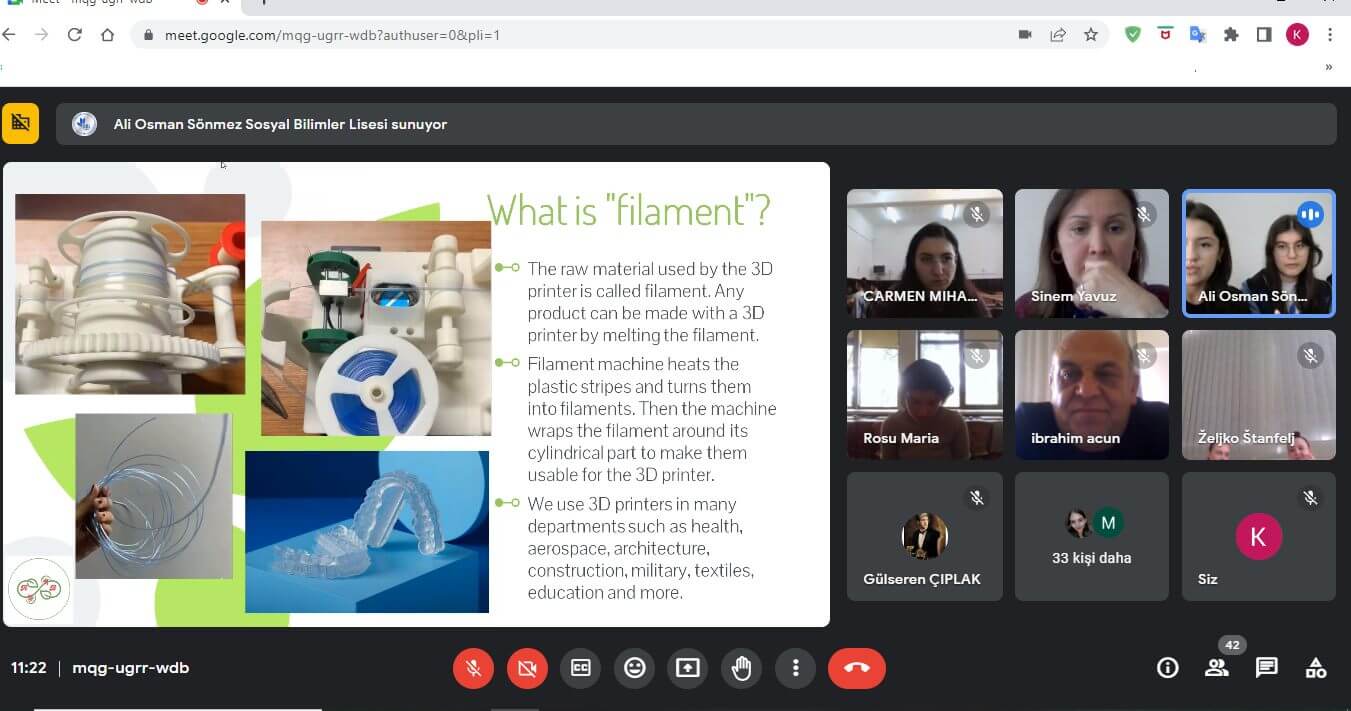 Meet - mqg-ugrr-wdb
meet.google.com/mqg-ugrr-wdb?authuser=0&pli=1
K
»
Ali Osman Sönmez Sosyal Bilimler Lisesi sunuyor
What is "filament"?
The raw material used by the 3D
printer is called filament. Any
product can be made with a 3D
printer by melting the filament.
Filament machine heats the
plastic stripes and turns them
into filaments. Then the machine
wraps the filament around its
cylindrical part to make them
usable for the 3D printer.
We use 3D printers in many
departments such as health,
aerospace, architecture,
construction, military, textiles,
education and more.
CARMEN MIHA...
Sinem Yavuz
Ali Osman Sön...
Rosu Maria
ibrahim acun
Željko Štanfelj
Gülseren ÇIPLAK
M
33 kişi daha
K
Siz
11:22 | mqg-ugrr-wdb
CC
42